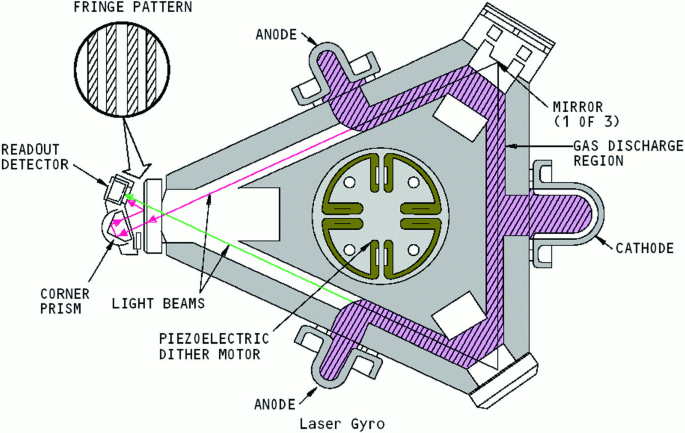 FRINGE PATTERN
ANODE
MIRROR
(1 OF 3)
GAS DISCHARGE
REGION
READOUT
DETECTOR
CATHODE
CORNER
PRISM
LIGHT BEAMS
PIEZOELECTRIC
DITHER MOTOR
ANODE
Laser Gyro